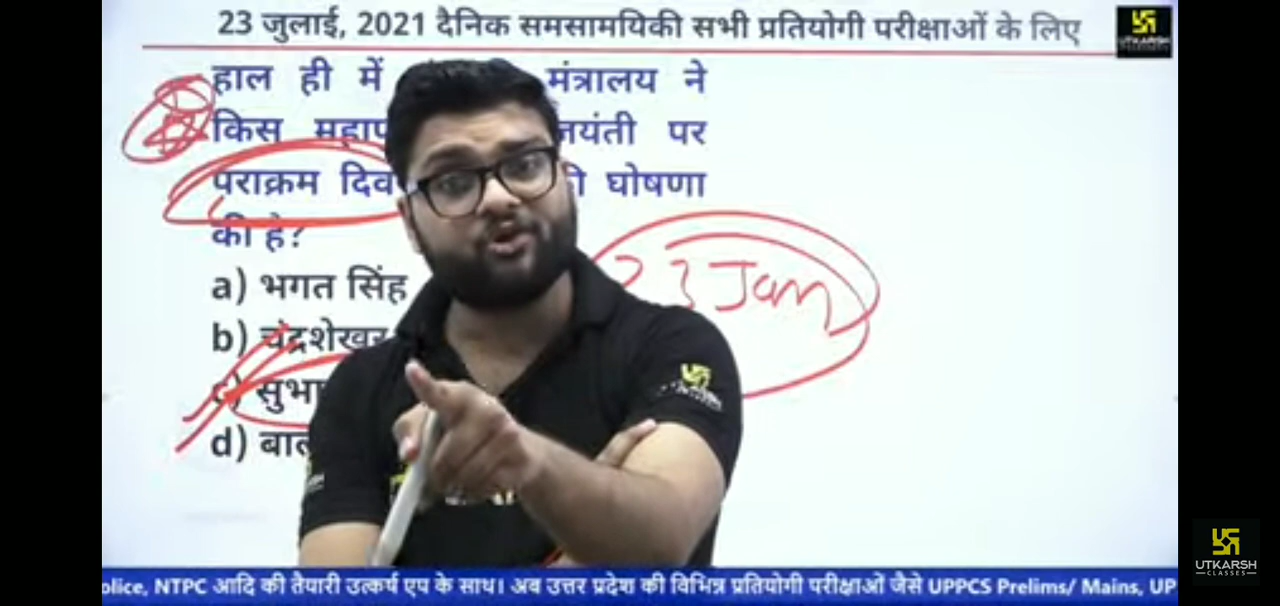 23 जुलाई, 2021 दैनिक समसामयिकी सभी प्रतियोगी परीक्षाओं के लिए
UTKARSH
हाल ही में मंत्रालय ने
किस जयंती पर
पराक्रम घोषणा
की है?
23 Jan
a) भगत सिंह
b) चंद्रशेखर
c)
d)
olice, NTPC आदि की तैयारी उत्कर्ष एप के साथ। अब उत्तर प्रदेश की विभिन्न प्रतियोगी परीक्षाओं जैसे UPPCS Prelims/ Mains, UP
UTKARSH
CLASSES